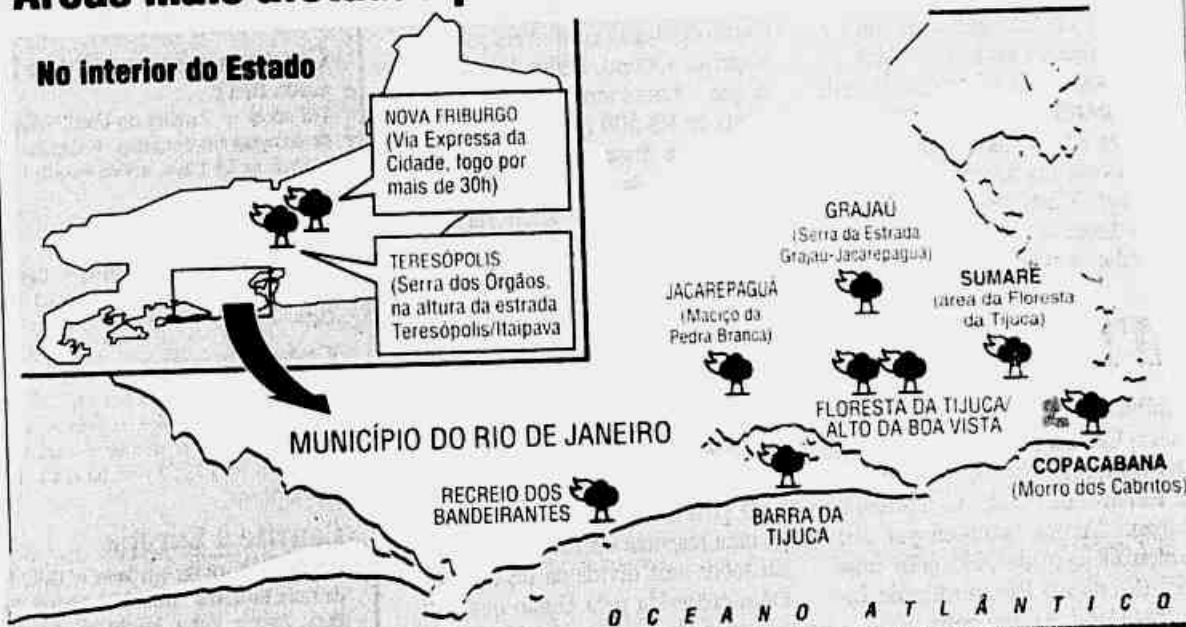 No interior do Estado
NOVA FRIBURGO
(Via Expressa da
Cidade, fogo por
mais de 30h)
TERESÓPOLIS
(Serra dos Órgãos,
na altura da estrada
Teresópolis/Itaipava
GRAJAÚ
(Serra da Estrada
Grajaú-Jacarepaguá)
JACAREPAGUÁ
(Maciço da
Pedra Branca)
SUMARÉ
(área da Floresta
da Tijuca)
FLORESTA DA TIJUCA/
ALTO DA BOA VISTA
MUNICÍPIO DO RIO DE JANEIRO
COPACABANA
(Morro dos Cabritos)
RECREIO DOS
BANDEIRANTES
BARRA DA
TIJUCA
OCEANO ATLÂNTICO